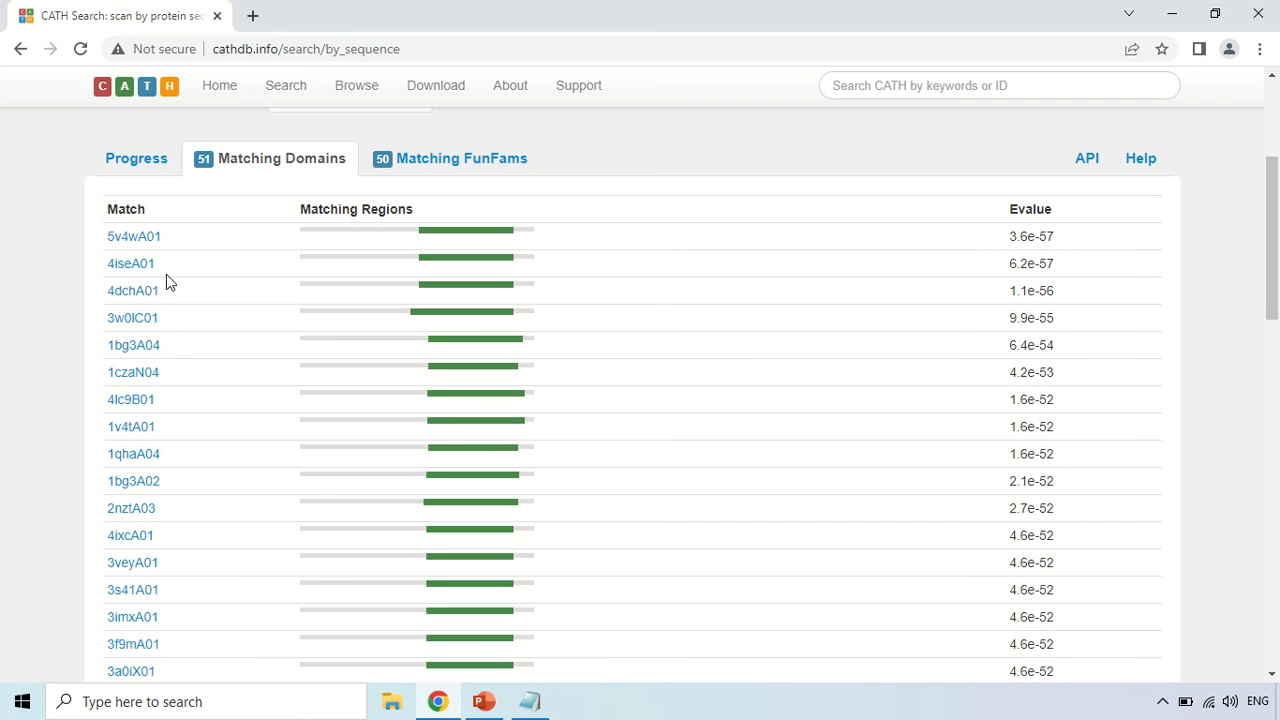 CATH Search: scan by protein sec
Not secure | cathdb.info/search/by_sequence
C A T H Home Search Browse Download About Support Search CATH by keywords or ID
Progress 51 Matching Domains 50 Matching FunFams API Help
Match Matching Regions Evalue
5v4wA01 3.6e-57
4iseA01 6.2e-57
4dchA01 1.1e-56
3w0lC01 9.9e-55
1bg3A04 6.4e-54
1czaN04 4.2e-53
4lc9B01 1.6e-52
1v4tA01 1.6e-52
1qhaA04 1.6e-52
1bg3A02 2.1e-52
2nztA03 2.7e-52
4ixcA01 4.6e-52
3veyA01 4.6e-52
3s41A01 4.6e-52
3imxA01 4.6e-52
3f9mA01 4.6e-52
3a0iX01 4.6e-52
Type here to search ENG